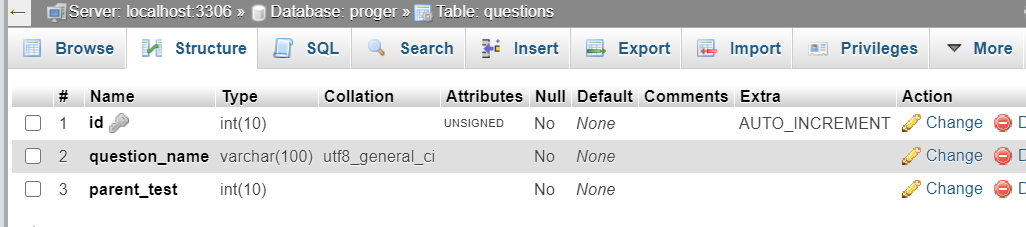 ← Server: localhost:3306 » Database: proger » Table: questions
Browse Structure SQL Search Insert Export Import Privileges More
# Name Type Collation Attributes Null Default Comments Extra Action
1 id int(10) UNSIGNED No None AUTO_INCREMENT Change D
2 question_name varchar(100) utf8_general_ci No None Change D
3 parent_test int(10) No None Change D